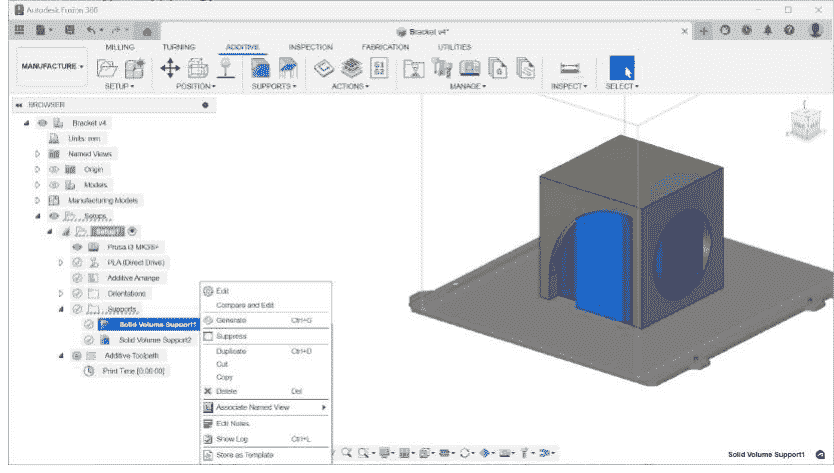 Autodesk Fusion 360
Bracket v4*
MILLING TURNING ADDITIVE INSPECTION FABRICATION UTILITIES
MANUFACTURE
G1
G2
G
SETUP POSITION SUPPORTS ACTIONS MANAGE INSPECT SELECT
BROWSER
Bracket v4
Units: mm
Named Views
Origin
Models
Manufacturing Models
Setups
Setup1
Prusa i3 MK3S+
PLA (Direct Drive)
Additive Arrange
Orientations
Supports
Solid Volume Support1
Solid Volume Support2
Additive Toolpath
Print Time [0:00:00]
Edit
Compare and Edit
Generate Ctrl+G
Suppress
Duplicate Ctrl+D
Cut
Copy
Delete Del
Associate Named View
Edit Notes
Show Log Ctrl+L
Store as Template
Solid Volume Support1